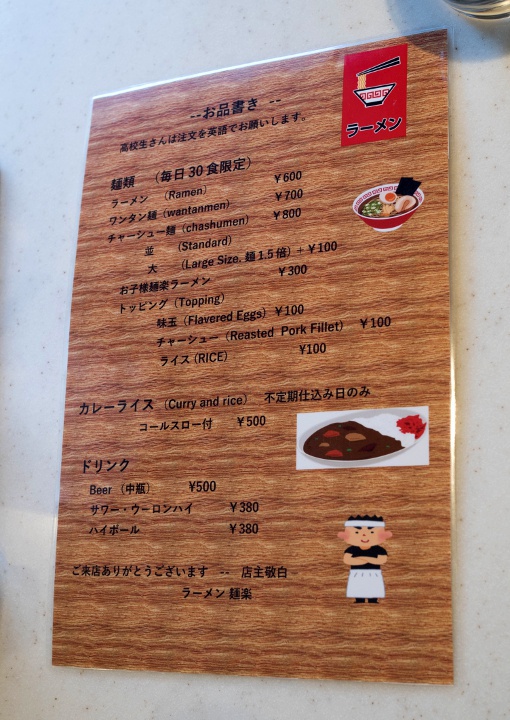 --お品書き --
高校生さんは注文を英語でお願いします。
ラーメン
麺類 （毎日30食限定）
ラーメン （Ramen） ￥600
ワンタン麺（wantanmen） ￥700
チャーシュー麺（chashumen） ￥800
並 （Standard）
大 （Large Size, 麺1.5倍）+￥100
お子様麺楽ラーメン ￥300
トッピング（Topping）
味玉（Flavered Eggs）￥100
チャーシュー（Reasted Pork Fillet） ￥100
ライス（RICE） ￥100
カレーライス （Curry and rice） 不定期仕込み日のみ
コールスロー付 ￥500
ドリンク
Beer （中瓶） ￥500
サワー・ウーロンハイ ￥380
ハイボール ￥380
ご来店ありがとうございます -- 店主敬白
ラーメン 麺楽